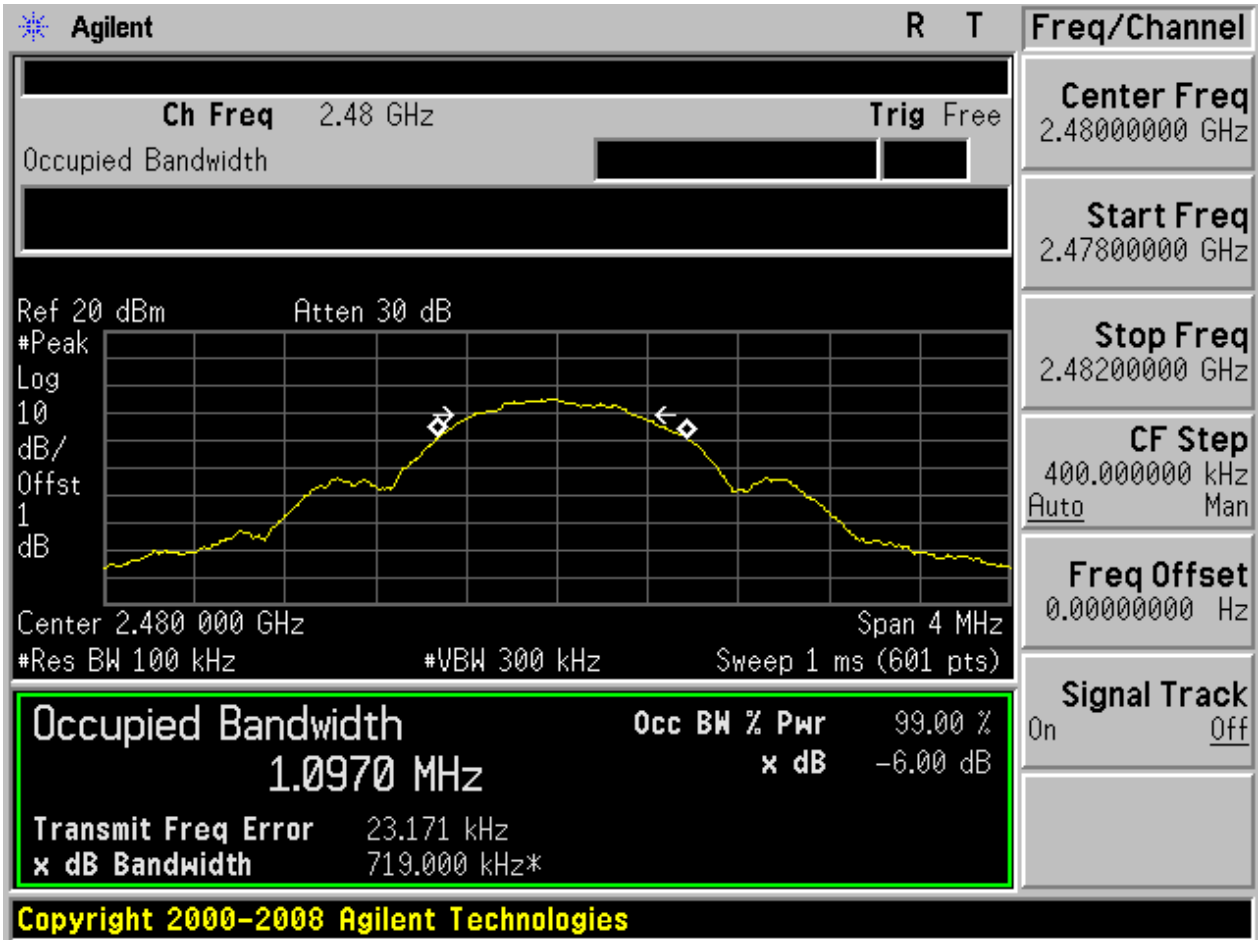 Agilent R T
Freq/Channel
Ch Freq 2.48 GHz Trig Free
Occupied Bandwidth
Center Freq
2.48000000 GHz
Start Freq
2.47800000 GHz
Stop Freq
2.48200000 GHz
CF Step
400.000000 kHz
Auto Man
Freq Offset
0.00000000 Hz
Signal Track
On Off
Ref 20 dBm Atten 30 dB
#Peak
Log
10
dB/
Offst
1
dB
Center 2.480 000 GHz Span 4 MHz
#Res BW 100 kHz #VBW 300 kHz Sweep 1 ms (601 pts)
Occupied Bandwidth
1.0970 MHz
Occ BW % Pwr 99.00 %
x dB -6.00 dB
Transmit Freq Error 23.171 kHz
x dB Bandwidth 719.000 kHz*
Copyright 2000-2008 Agilent Technologies